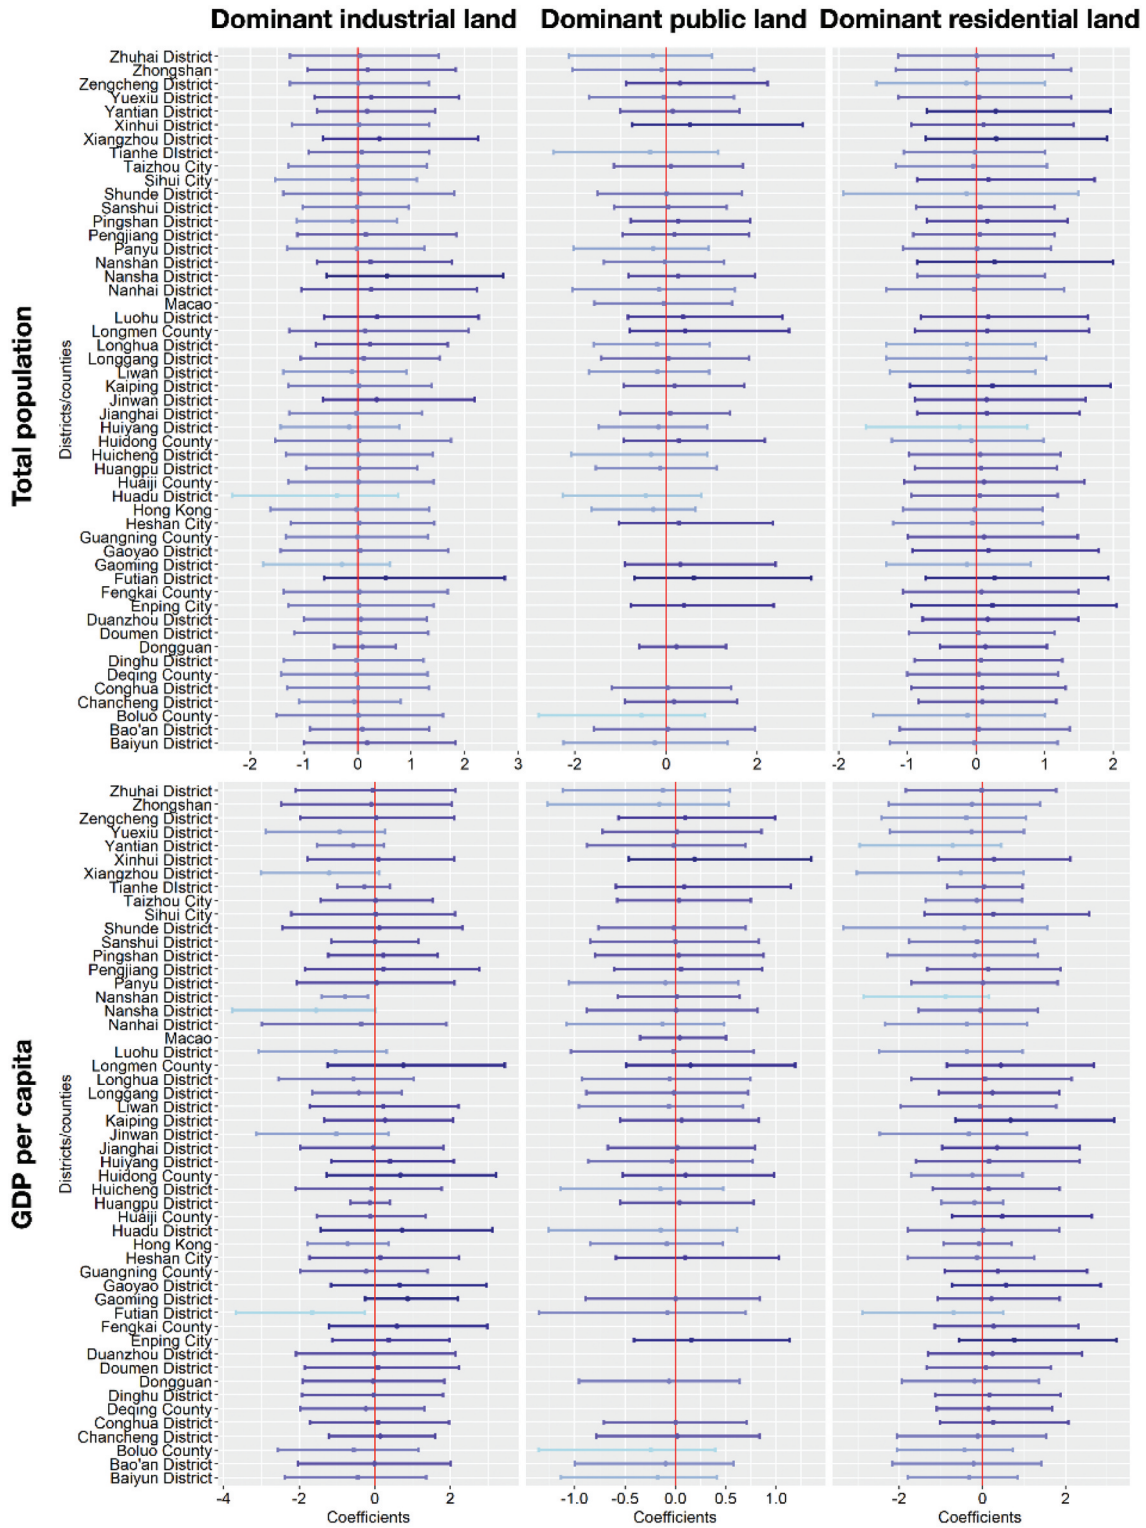 Dominant industrial land
Dominant public land
Dominant residential land
Total population
Districts/counties
Zhuhai District
Zhongshan
Zengcheng District
Yuexiu District
Yantian District
Xinhui District
Xiangzhou District
Tianhe DIstrict
Taizhou City
Sihui City
Shunde District
Sanshui District
Pingshan District
Pengjiang District
Panyu District
Nanshan District
Nansha District
Nanhai District
Macao
Luohu District
Longmen County
Longhua District
Longgang District
Liwan District
Kaiping District
Jinwan District
Jianghai District
Huiyang District
Huidong County
Huicheng District
Huangpu District
Huaiji County
Huadu District
Hong Kong
Heshan City
Guangning County
Gaoyao District
Gaoming District
Futian District
Fengkai County
Enping City
Duanzhou District
Doumen District
Dongguan
Dinghu District
Deqing County
Conghua District
Chancheng District
Boluo County
Bao'an District
Baiyun District
-2 -1 0 1 2 3
-2 0 2
-2 -1 0 1 2
GDP per capita
Districts/counties
Zhuhai District
Zhongshan
Zengcheng District
Yuexiu District
Yantian District
Xinhui District
Xiangzhou District
Tianhe DIstrict
Taizhou City
Sihui City
Shunde District
Sanshui District
Pingshan District
Pengjiang District
Panyu District
Nanshan District
Nansha District
Nanhai District
Macao
Luohu District
Longmen County
Longhua District
Longgang District
Liwan District
Kaiping District
Jinwan District
Jianghai District
Huiyang District
Huidong County
Huicheng District
Huangpu District
Huaiji County
Huadu District
Hong Kong
Heshan City
Guangning County
Gaoyao District
Gaoming District
Futian District
Fengkai County
Enping City
Duanzhou District
Doumen District
Dongguan
Dinghu District
Deqing County
Conghua District
Chancheng District
Boluo County
Bao'an District
Baiyun District
-4 -2 0 2
-1.0 -0.5 0.0 0.5 1.0
-2 0 2
Coefficients
Coefficients
Coefficients